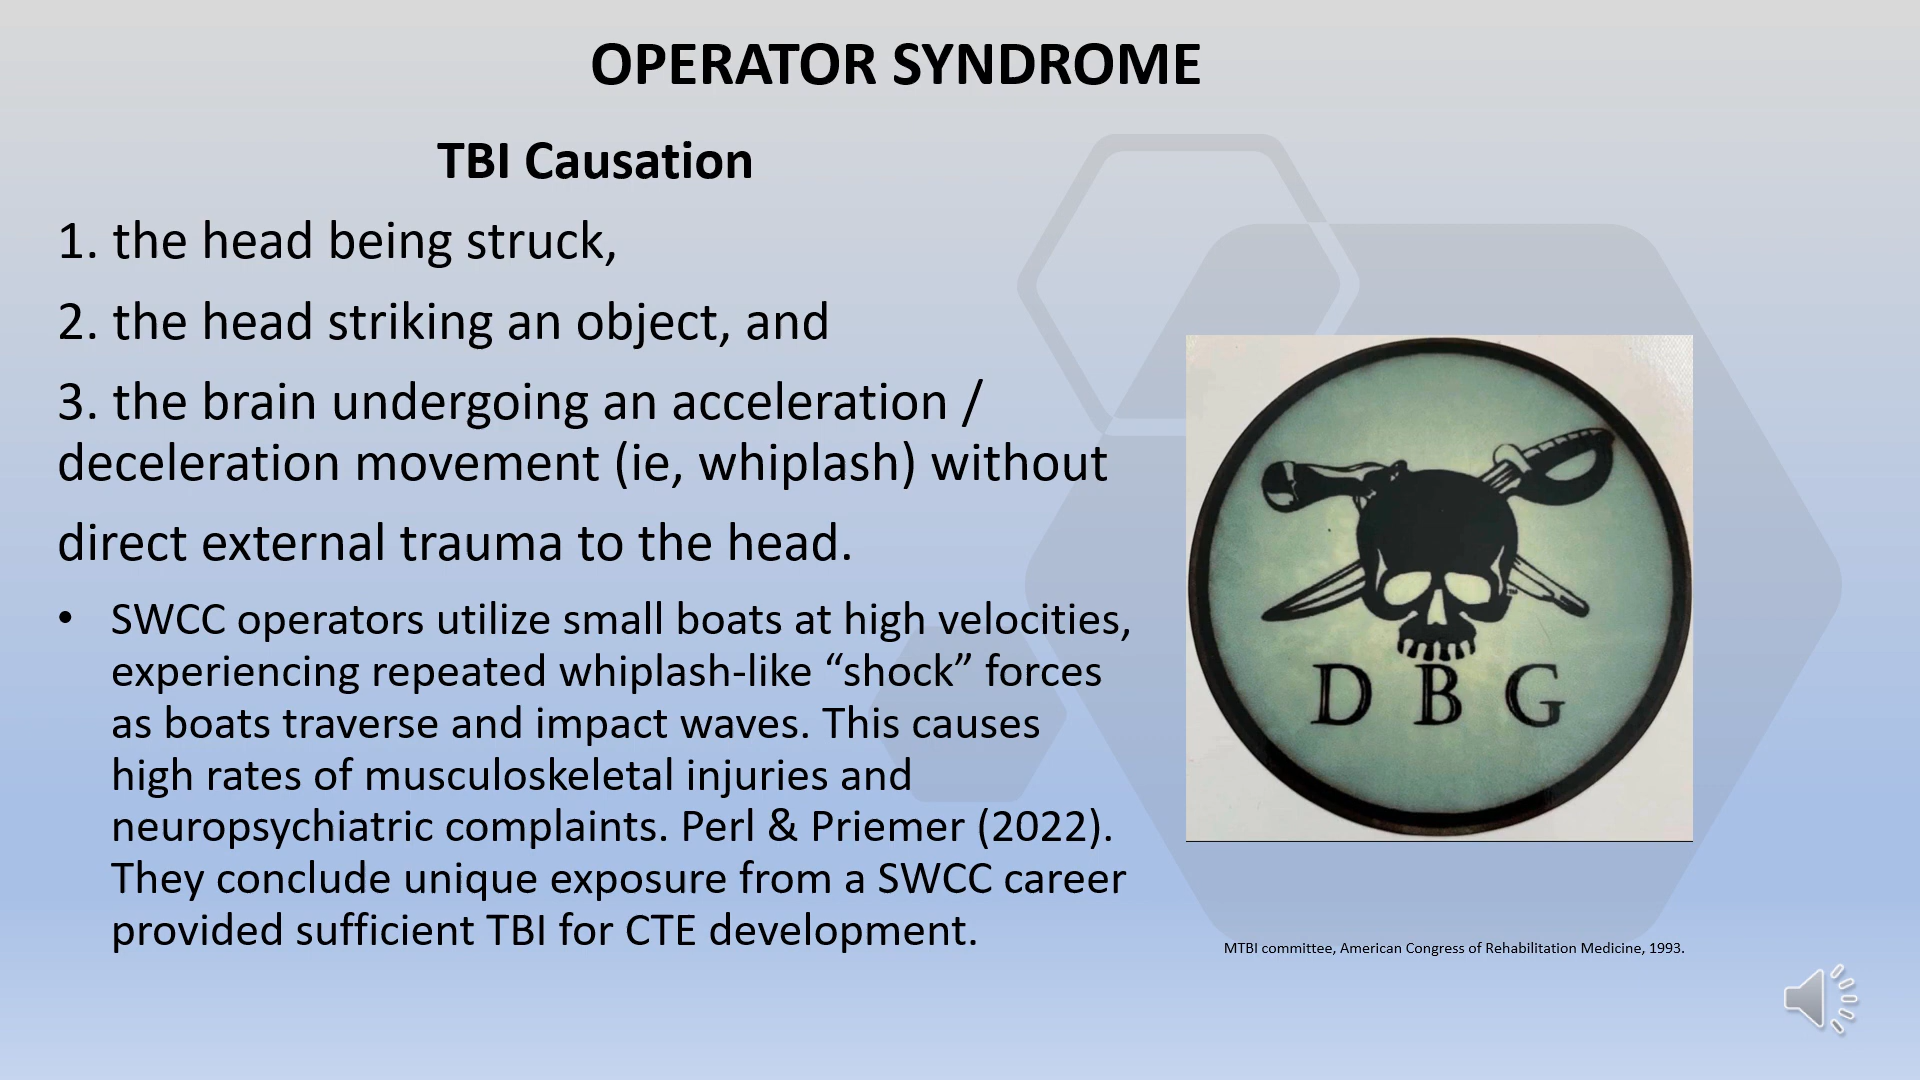 OPERATOR SYNDROME
TBI Causation
1. the head being struck,
2. the head striking an object, and
3. the brain undergoing an acceleration /
deceleration movement (ie, whiplash) without
direct external trauma to the head.
• SWCC operators utilize small boats at high velocities,
experiencing repeated whiplash-like “shock” forces
as boats traverse and impact waves. This causes
high rates of musculoskeletal injuries and
neuropsychiatric complaints. Perl & Priemer (2022).
They conclude unique exposure from a SWCC career
provided sufficient TBI for CTE development.
D B G
MTBI committee, American Congress of Rehabilitation Medicine, 1993.